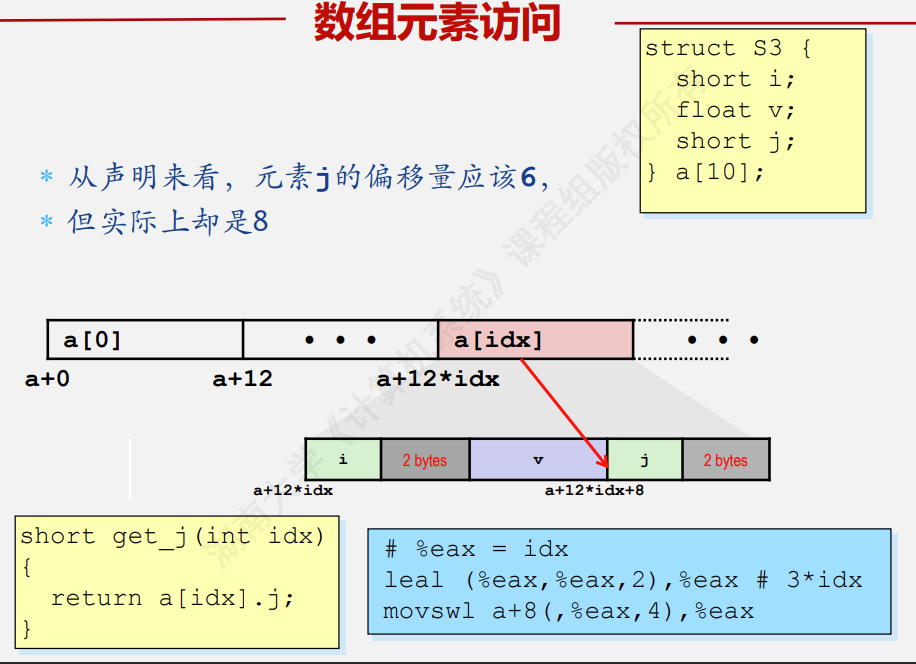 数组元素访问
struct S3 {
short i;
float v;
short j;
} a[10];
* 从声明来看，元素j的偏移量应该6，
* 但实际上却是8
a[0] • • • a[idx] • • •
a+0 a+12 a+12*idx
i 2 bytes v j 2 bytes
a+12*idx a+12*idx+8
short get_j(int idx)
{
return a[idx].j;
}
# %eax = idx
leal (%eax,%eax,2),%eax # 3*idx
movswl a+8(,%eax,4),%eax
湖南大学《计算机系统》课程组版权所有